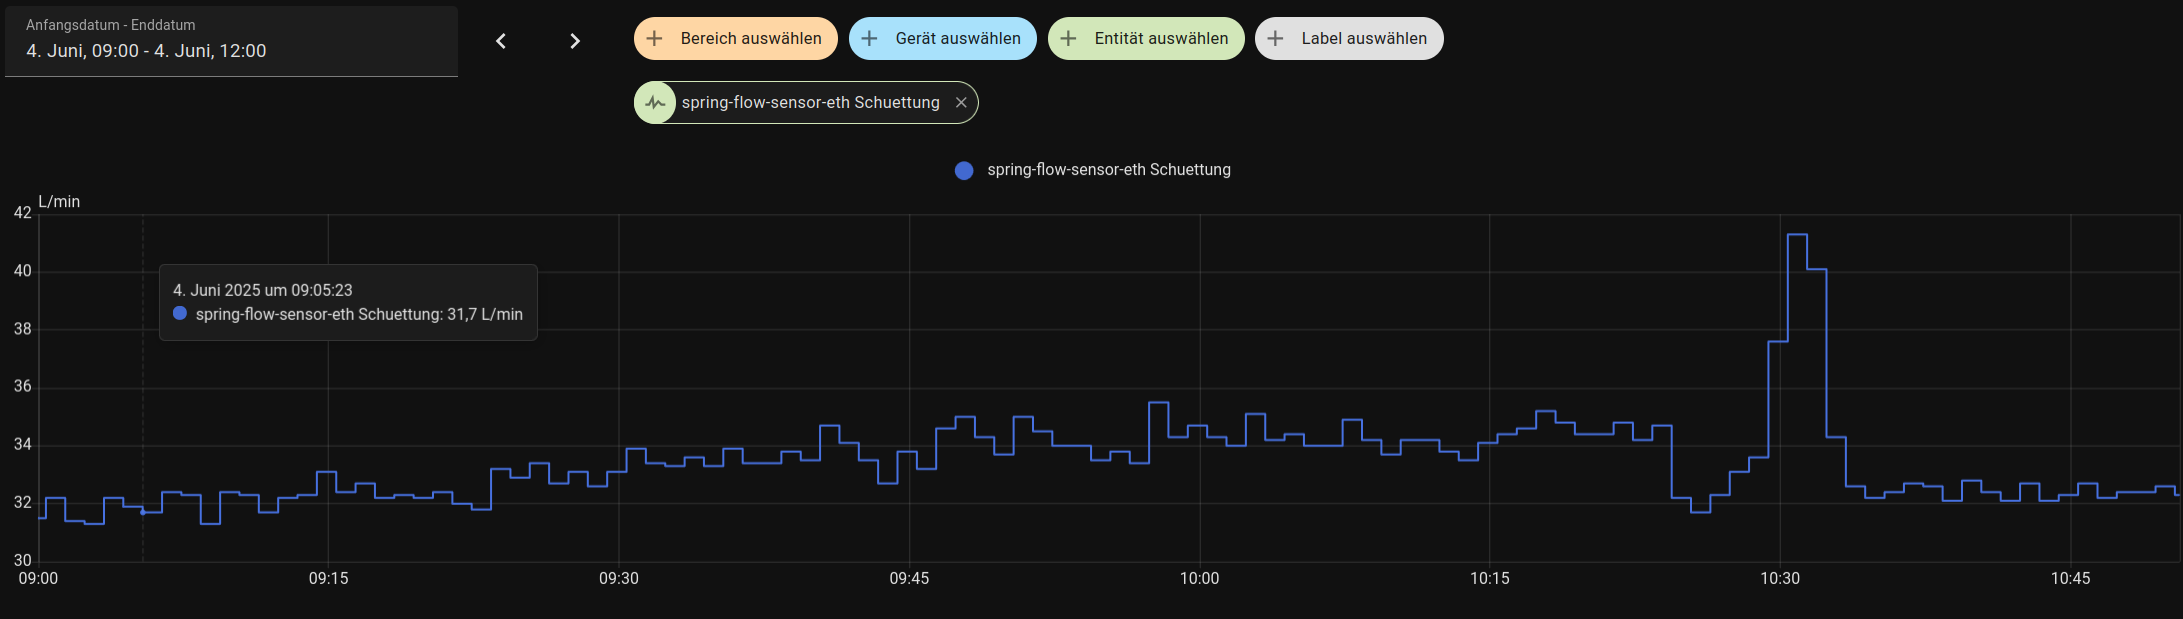 Anfangsdatum - Enddatum
4. Juni, 09:00 - 4. Juni, 12:00
Bereich auswählen
Gerät auswählen
Entität auswählen
Label auswählen
spring-flow-sensor-eth Schuettung
spring-flow-sensor-eth Schuettung
L/min
42
40
38
36
34
32
30
4. Juni 2025 um 09:05:23
spring-flow-sensor-eth Schuettung: 31,7 L/min
09:00
09:15
09:30
09:45
10:00
10:15
10:30
10:45